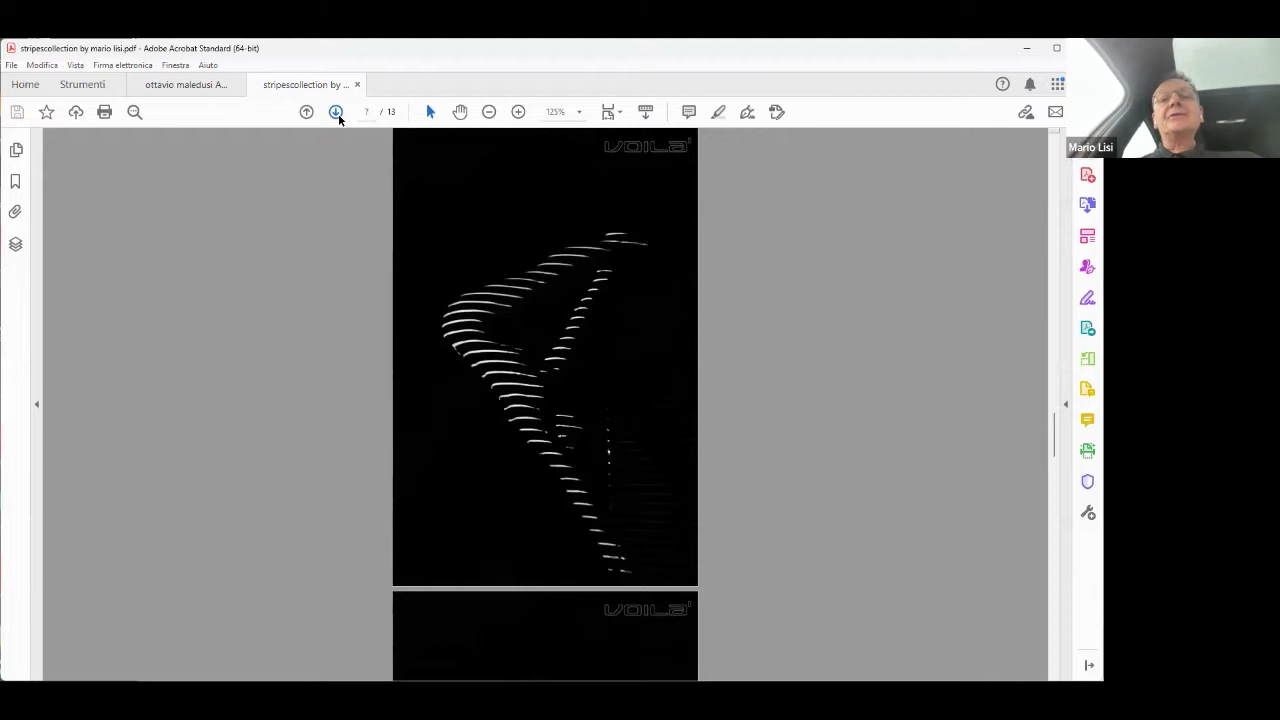 stripescollection by mario lisi.pdf - Adobe Acrobat Standard (64-bit)
File Modifica Vista Firma elettronica Finestra Aiuto
Home Strumenti ottavio maledusi A... stripescollection by ... ×
? / 13 125%
VOILA'
Mario Lisi
VOILA'